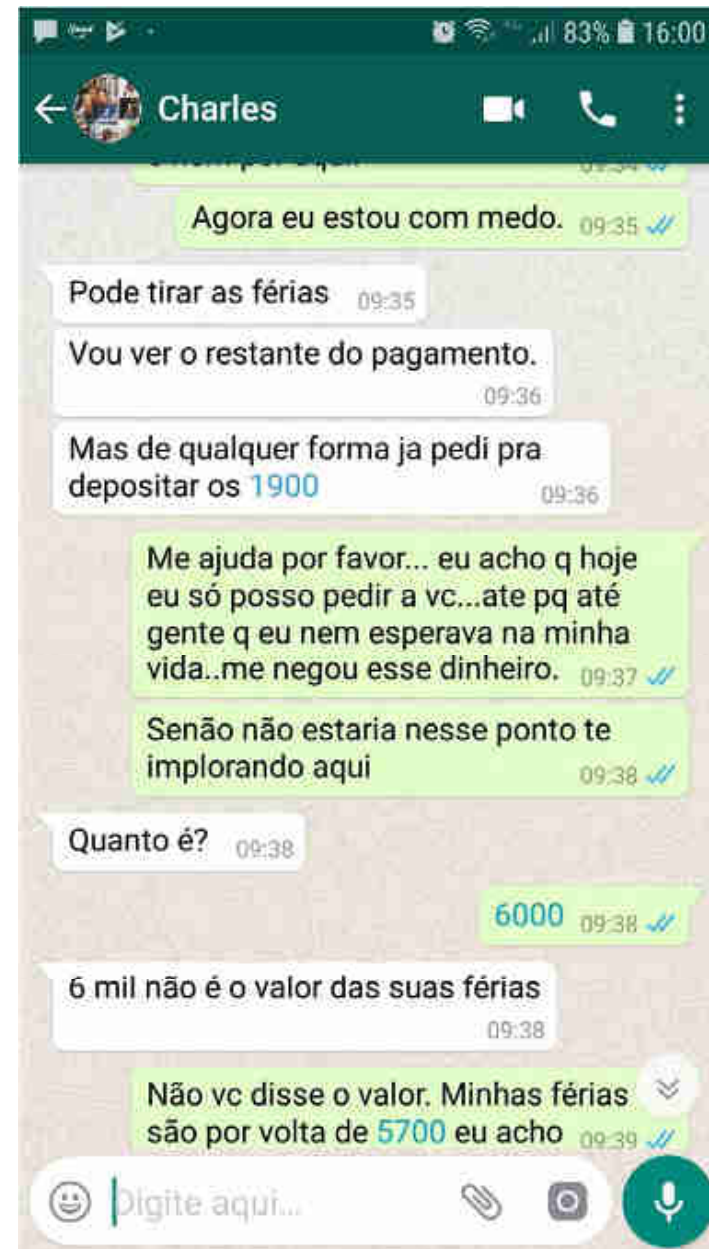 83% 16:00
Charles
Agora eu estou com medo. 09:35
Pode tirar as férias 09:35
Vou ver o restante do pagamento.
09:36
Mas de qualquer forma ja pedi pra
depositar os 1900 09:36
Me ajuda por favor... eu acho q hoje
eu só posso pedir a vc...ate pq até
gente q eu nem esperava na minha
vida..me negou esse dinheiro. 09:37
Senão não estaria nesse ponto te
implorando aqui 09:38
Quanto é? 09:38
6000 09:38
6 mil não é o valor das suas férias
09:38
Não vc disse o valor. Minhas férias
são por volta de 5700 eu acho 09:39
Digite aqui...